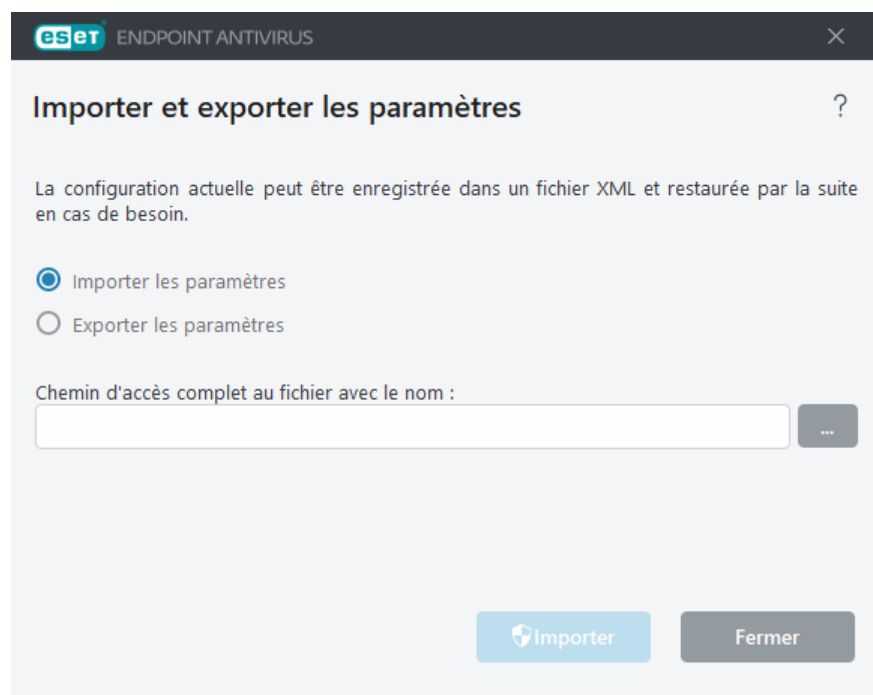 eset ENDPOINT ANTIVIRUS
Importer et exporter les paramètres
?
La configuration actuelle peut être enregistrée dans un fichier XML et restaurée par la suite
en cas de besoin.
Importer les paramètres
Exporter les paramètres
Chemin d'accès complet au fichier avec le nom :
...
Importer
Fermer